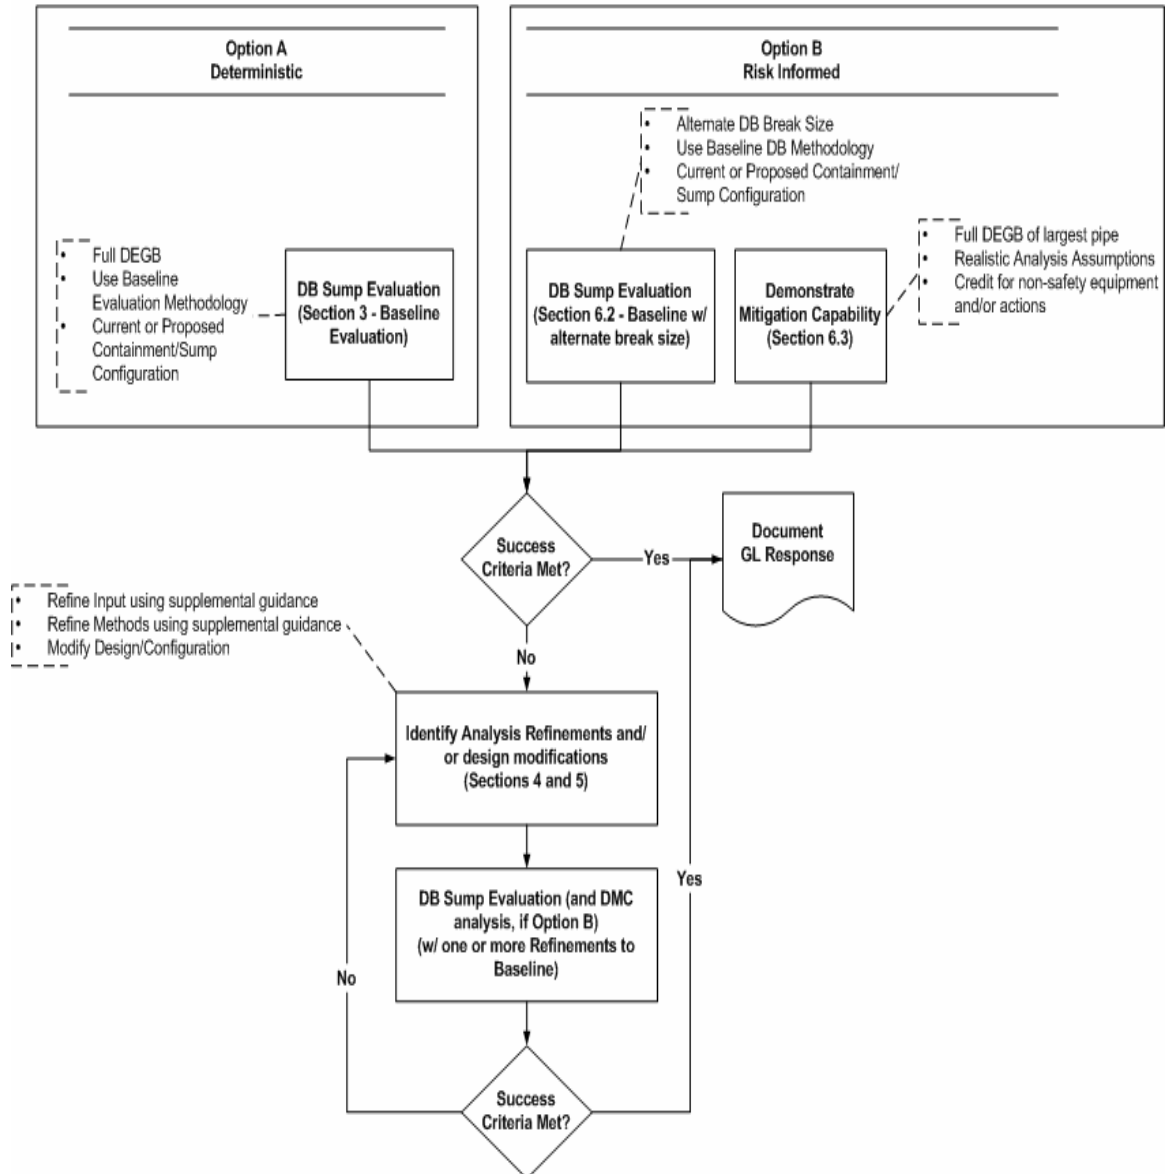 Option A
Deterministic
Option B
Risk Informed
• Alternate DB Break Size
• Use Baseline DB Methodology
• Current or Proposed Containment/
Sump Configuration
• Full DEGB
• Use Baseline
Evaluation Methodology
• Current or Proposed
Containment/Sump
Configuration
DB Sump Evaluation
(Section 3 - Baseline
Evaluation)
DB Sump Evaluation
(Section 6.2 - Baseline w/
alternate break size)
Demonstrate
Mitigation Capability
(Section 6.3)
• Full DEGB of largest pipe
• Realistic Analysis Assumptions
• Credit for non-safety equipment
and/or actions
Success
Criteria Met?
Yes
Document
GL Response
No
• Refine Input using supplemental guidance
• Refine Methods using supplemental guidance
• Modify Design/Configuration
Identify Analysis Refinements and/
or design modifications
(Sections 4 and 5)
DB Sump Evaluation (and DMC
analysis, if Option B)
(w/ one or more Refinements to
Baseline)
Yes
No
Success
Criteria Met?